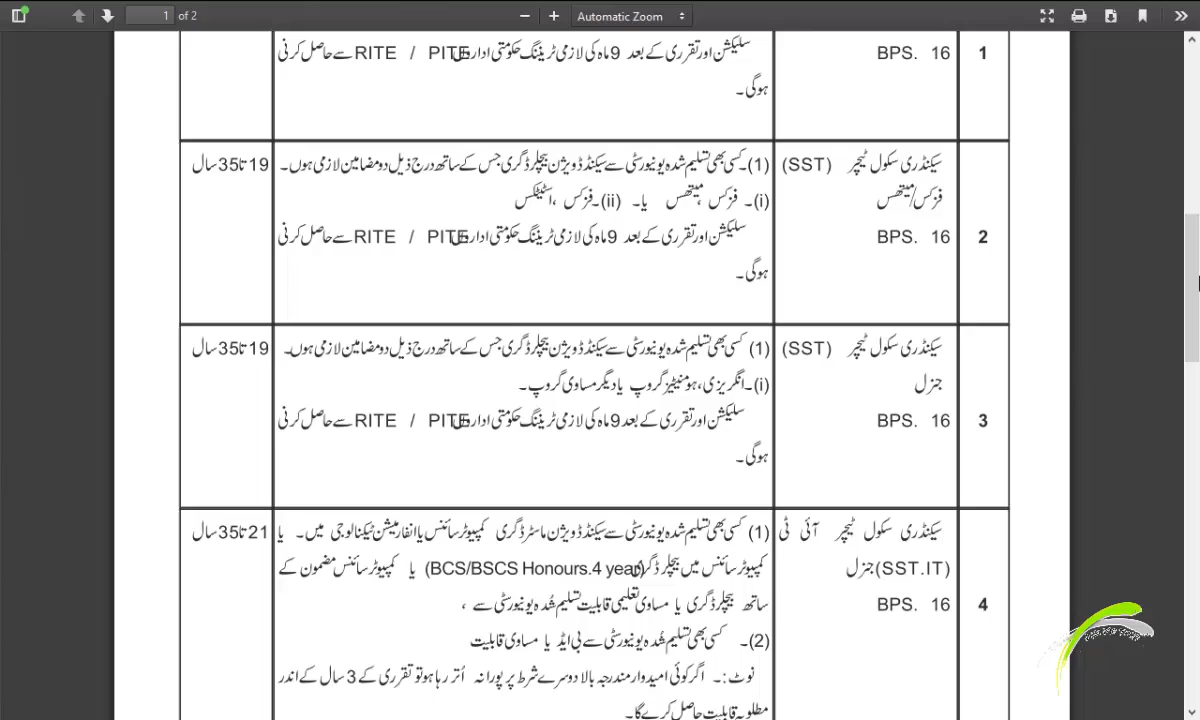 1 of 2
Automatic Zoom
1
BPS. 16
سلیکشن اور تقرری کے بعد 9 ماہ کی لازمی ٹریننگ حکومتی اداریں RITE / PITE سے حاصل کرنی
ہوگی۔
2
سیکنڈری سکول ٹیچر (SST)
فزکس/میتھس
BPS. 16
(1)۔ کسی بھی تسلیم شدہ یونیورسٹی سے سیکنڈ ڈویژن بیچلر ڈگری جس کے ساتھ درج ذیل دو مضامین لازمی ہوں۔
(i)۔ فزکس ،میتھس یا۔ (ii)۔فزکس ،اسٹیٹکس
سلیکشن اور تقرری کے بعد 9 ماہ کی لازمی ٹریننگ حکومتی اداریں RITE / PITE سے حاصل کرنی
ہوگی۔
19 تا 35 سال
3
سیکنڈری سکول ٹیچر (SST)
جنرل
BPS. 16
(1) کسی بھی تسلیم شدہ یونیورسٹی سے سیکنڈ ڈویژن بیچلر ڈگری جس کے ساتھ درج ذیل دو مضامین لازمی ہوں۔
(i)۔انگریزی، ہومنیٹیز گروپ یا دیگر مساوی گروپ۔
سلیکشن اور تقرری کے بعد 9 ماہ کی لازمی ٹریننگ حکومتی اداریں RITE / PITE سے حاصل کرنی
ہوگی۔
19 تا 35 سال
4
سیکنڈری سکول ٹیچر آئی ٹی
(SST.IT) جنرل
BPS. 16
(1) کسی بھی تسلیم شدہ یونیورسٹی سے سیکنڈ ڈویژن ماسٹر ڈگری کمپیوٹر سائنس یا انفارمیشن ٹیکنالوجی میں۔ یا
کمپیوٹر سائنس میں بیچلر ڈگری (BCS/BSCS Honours.4 year) یا کمپیوٹر سائنس مضمون کے
ساتھ بیچلر ڈگری یا مساوی تعلیمی قابلیت تسلیم شُدہ یونیورسٹی سے ،
(2)۔ کسی بھی تسلیم شُدہ یونیورسٹی سے بی ایڈ یا مساوی قابلیت
نوٹ:۔ اگر کوئی امیدوار مندرجہ بالا دوسرے شرط پر پورا نہ اُتر رہا ہو تو تقرری کے 3 سال کے اندر
مطلوبہ قابلیت حاصل کرے گا۔
21 تا 35 سال